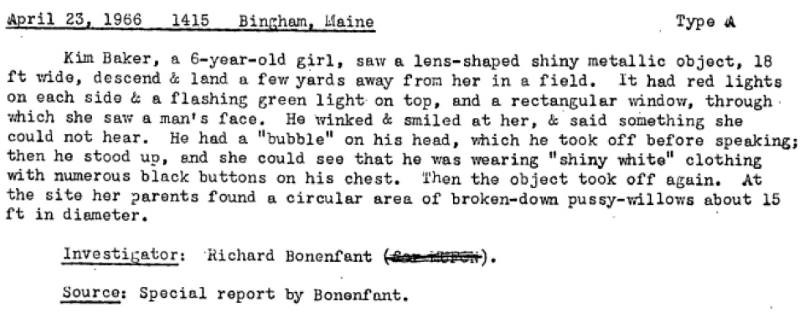 April 23, 1966 1415 Bingham, Maine Type A
Kim Baker, a 6-year-old girl, saw a lens-shaped shiny metallic object, 18
ft wide, descend & land a few yards away from her in a field. It had red lights
on each side & a flashing green light on top, and a rectangular window, through
which she saw a man's face. He winked & smiled at her, & said something she
could not hear. He had a "bubble" on his head, which he took off before speaking;
then he stood up, and she could see that he was wearing "shiny white" clothing
with numerous black buttons on his chest. Then the object took off again. At
the site her parents found a circular area of broken-down pussy-willows about 15
ft in diameter.
Investigator: Richard Bonenfant ( ).
Source: Special report by Bonenfant.